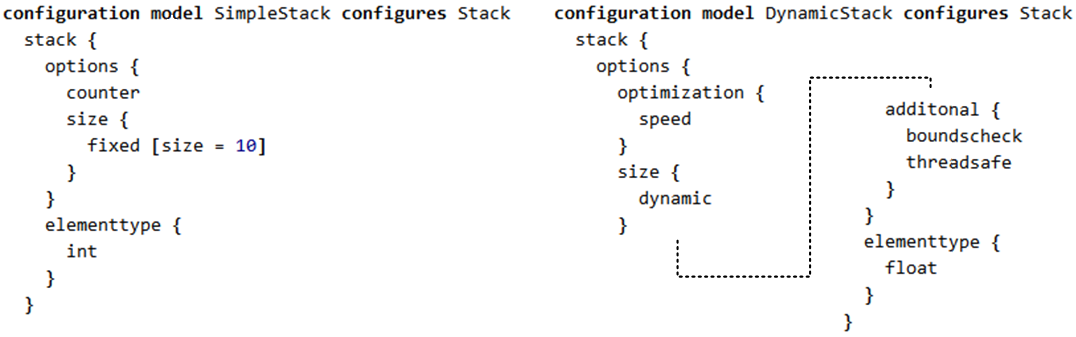 configuration model SimpleStack configures Stack
stack {
options {
counter
size {
fixed [size = 10]
}
}
elementtype {
int
}
}
configuration model DynamicStack configures Stack
stack {
options {
optimization {
speed
}
size {
dynamic
}
additonal {
boundscheck
threadsafe
}
}
elementtype {
float
}
}